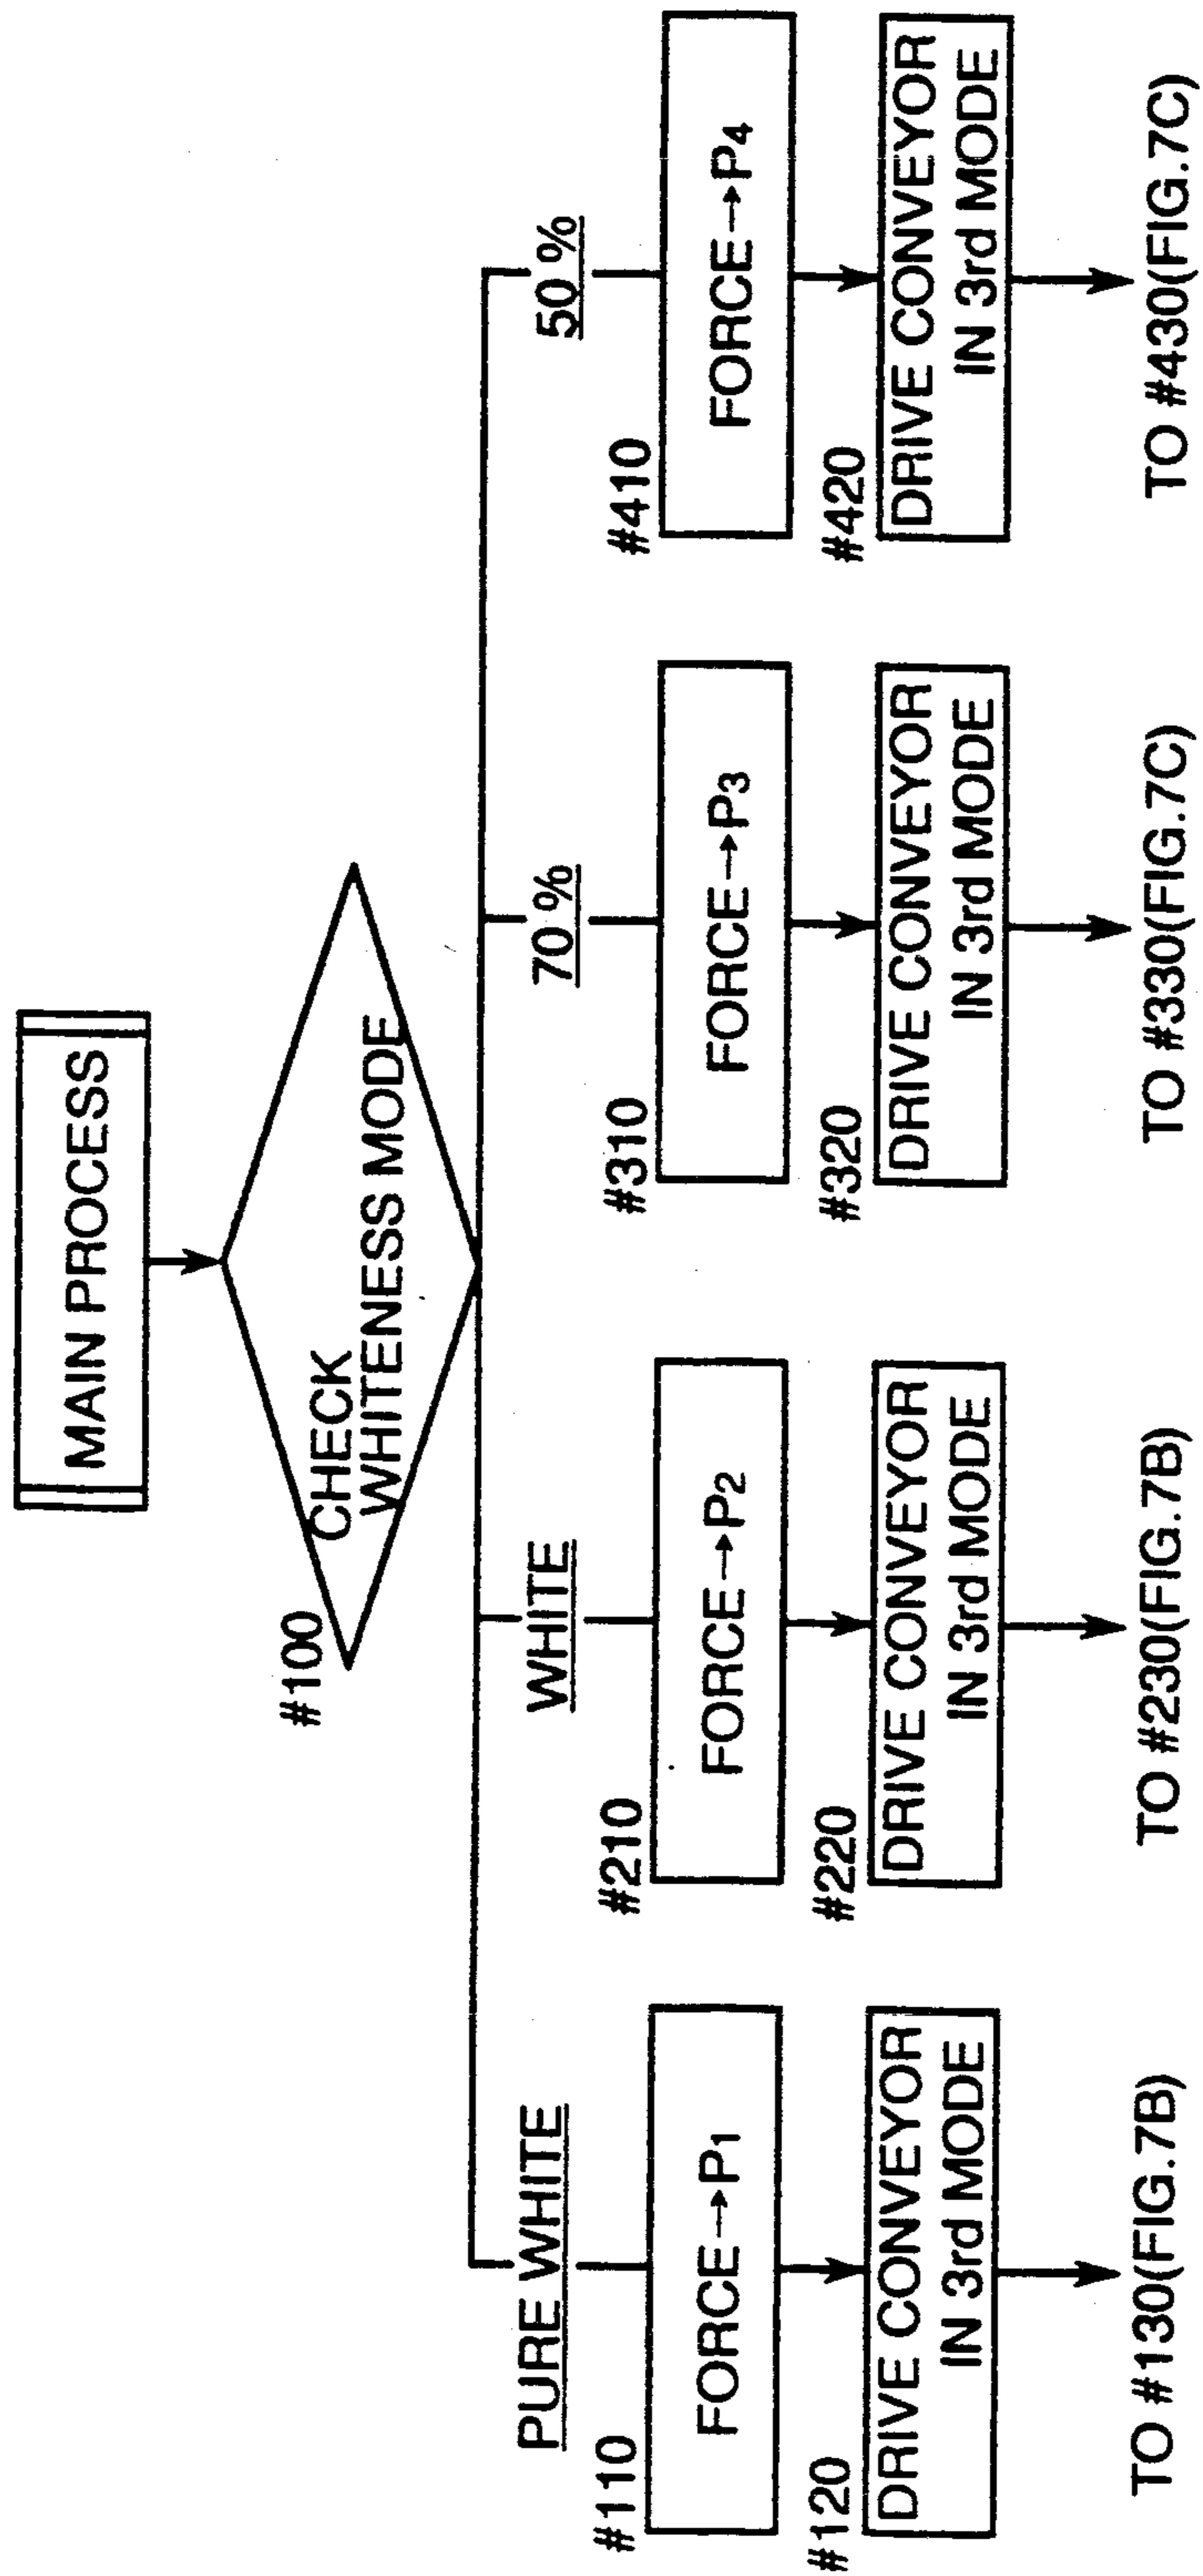 MAIN PROCESS
#100
CHECK
WHITENESS MODE
PURE WHITE
#110
FORCE→P1
#120
DRIVE CONVEYOR
IN 3rd MODE
TO #130(FIG.7B)
WHITE
#210
FORCE→P2
#220
DRIVE CONVEYOR
IN 3rd MODE
TO #230(FIG.7B)
70 %
#310
FORCE→P3
#320
DRIVE CONVEYOR
IN 3rd MODE
TO #330(FIG.7C)
50 %
#410
FORCE→P4
#420
DRIVE CONVEYOR
IN 3rd MODE
TO #430(FIG.7C)